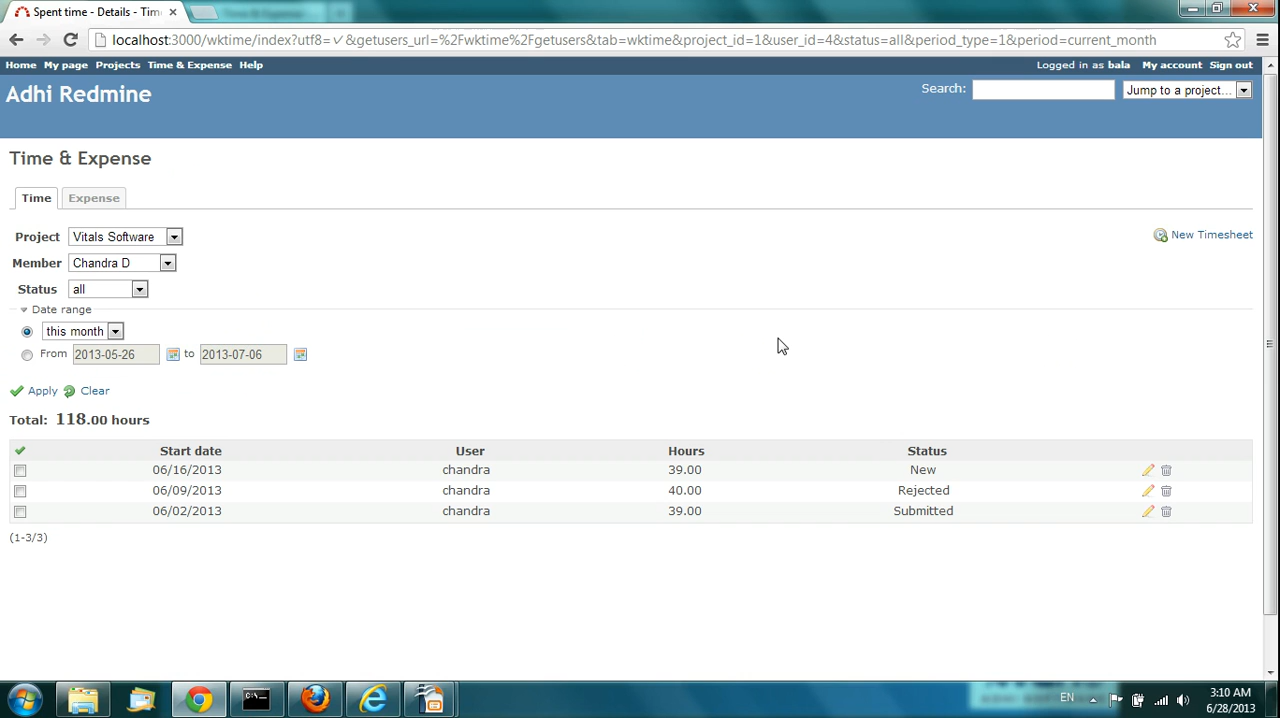 Spent time - Details - Tim
Time & Expense
localhost:3000/wktime/index?utf8=✓&getusers_url=%2Fwktime%2Fgetusers&tab=wktime&project_id=1&user_id=4&status=all&period_type=1&period=current_month
Home My page Projects Time & Expense Help Logged in as bala My account Sign out
Adhi Redmine Search: Jump to a project...
Time & Expense
Time Expense
Project Vitals Software New Timesheet
Member Chandra D
Status all
Date range
this month
From 2013-05-26 to 2013-07-06
Apply Clear
Total: 118.00 hours
Start date User Hours Status
06/16/2013 chandra 39.00 New
06/09/2013 chandra 40.00 Rejected
06/02/2013 chandra 39.00 Submitted
(1-3/3)
EN 3:10 AM
6/28/2013